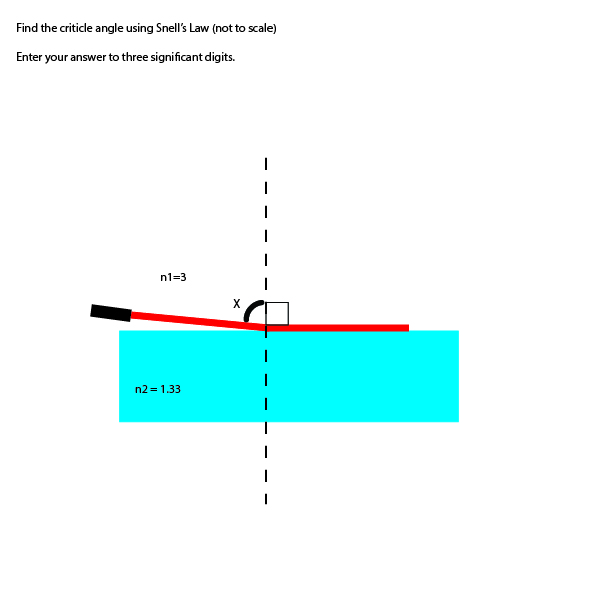 Find the criticle angle using Snell's Law (not to scale)
Enter your answer to three significant digits.
n1=3
X
n2 = 1.33